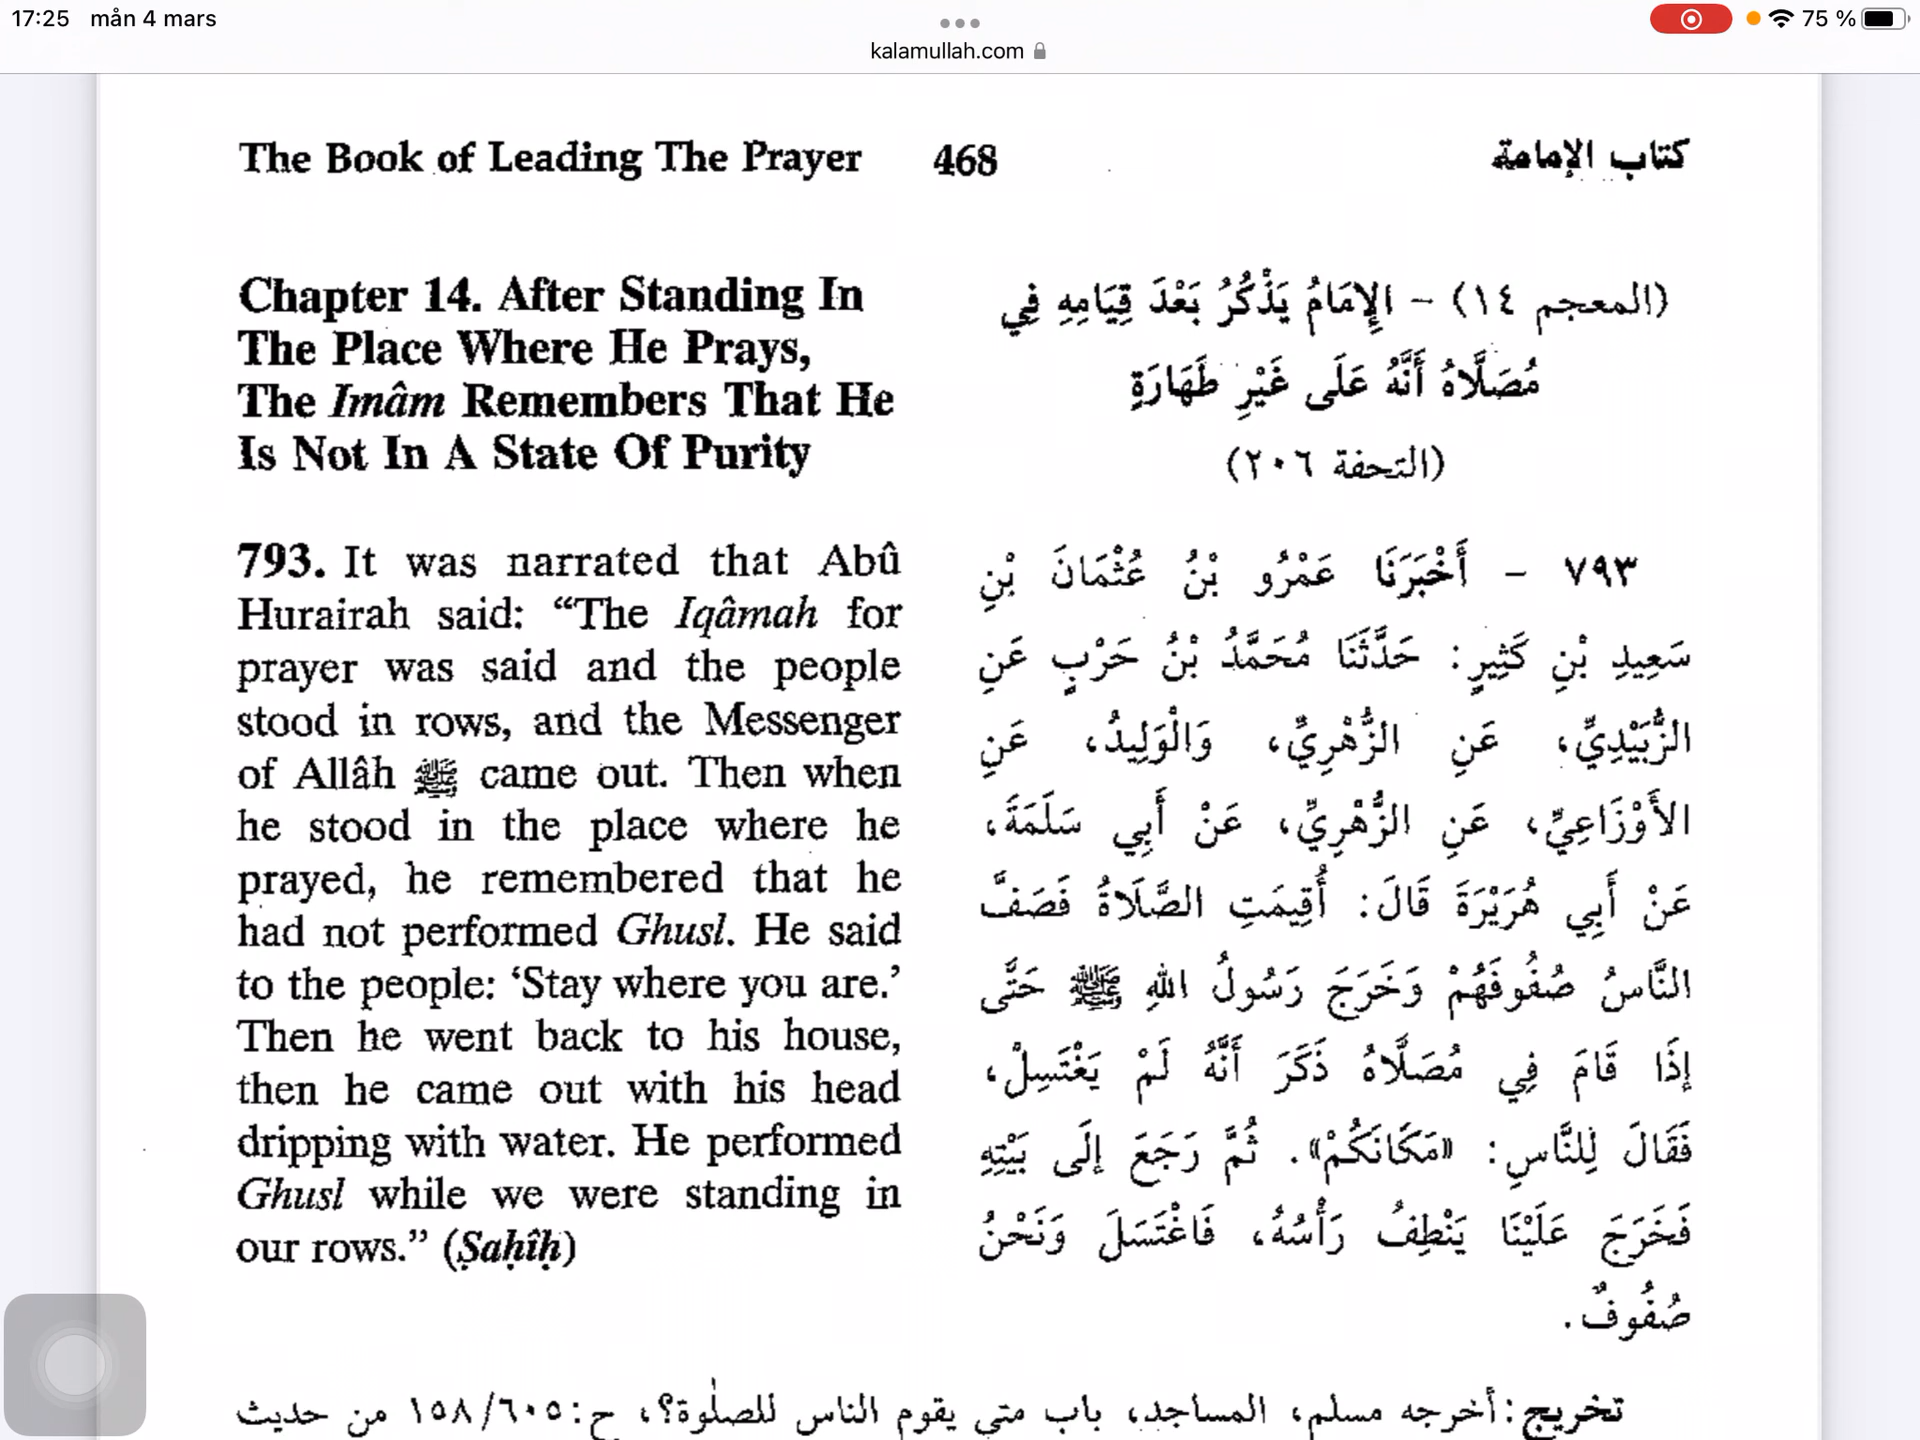 17:25 mån 4 mars
75 %
kalamullah.com
The Book of Leading The Prayer 468 كتاب الإمامة
Chapter 14. After Standing In
The Place Where He Prays,
The Imâm Remembers That He
Is Not In A State Of Purity
793. It was narrated that Abû
Hurairah said: “The Iqâmah for
prayer was said and the people
stood in rows, and the Messenger
of Allâh ﷺ came out. Then when
he stood in the place where he
prayed, he remembered that he
had not performed Ghusl. He said
to the people: ‘Stay where you are.’
Then he went back to his house,
then he came out with his head
dripping with water. He performed
Ghusl while we were standing in
our rows.” (Ṣaḥîḥ)
(المعجم ١٤) - الإِمَامُ يَذْكُرُ بَعْدَ قِيَامِهِ فِي
مُصَلَّاهُ أَنَّهُ عَلَى غَيْرِ طَهَارَةٍ
(التحفة ٢٠٦)
٧٩٣ - أَخْبَرَنَا عَمْرُو بْنُ عُثْمَانَ بْنِ
سَعِيدِ بْنِ كَثِيرٍ: حَدَّثَنَا مُحَمَّدُ بْنُ حَرْبٍ عَنِ
الزُّبَيْدِيِّ، عَنِ الزُّهْرِيِّ، وَالْوَلِيدُ، عَنِ
الأَوْزَاعِيِّ، عَنِ الزُّهْرِيِّ، عَنْ أَبِي سَلَمَةَ،
عَنْ أَبِي هُرَيْرَةَ قَالَ: أُقِيمَتِ الصَّلَاةُ فَصَفَّ
النَّاسُ صُفُوفَهُمْ وَخَرَجَ رَسُولُ اللهِ ﷺ حَتَّى
إِذَا قَامَ فِي مُصَلَّاهُ ذَكَرَ أَنَّهُ لَمْ يَغْتَسِلْ،
فَقَالَ لِلنَّاسِ: «مَكَانَكُمْ». ثُمَّ رَجَعَ إِلَى بَيْتِهِ
فَخَرَجَ عَلَيْنَا يَنْطِفُ رَأْسُهُ، فَاغْتَسَلَ وَنَحْنُ
صُفُوفٌ.
تخريج: أخرجه مسلم، المساجد، باب متى يقوم الناس للصلوة؟، ح: ١٥٨/٦٠٥ من حديث